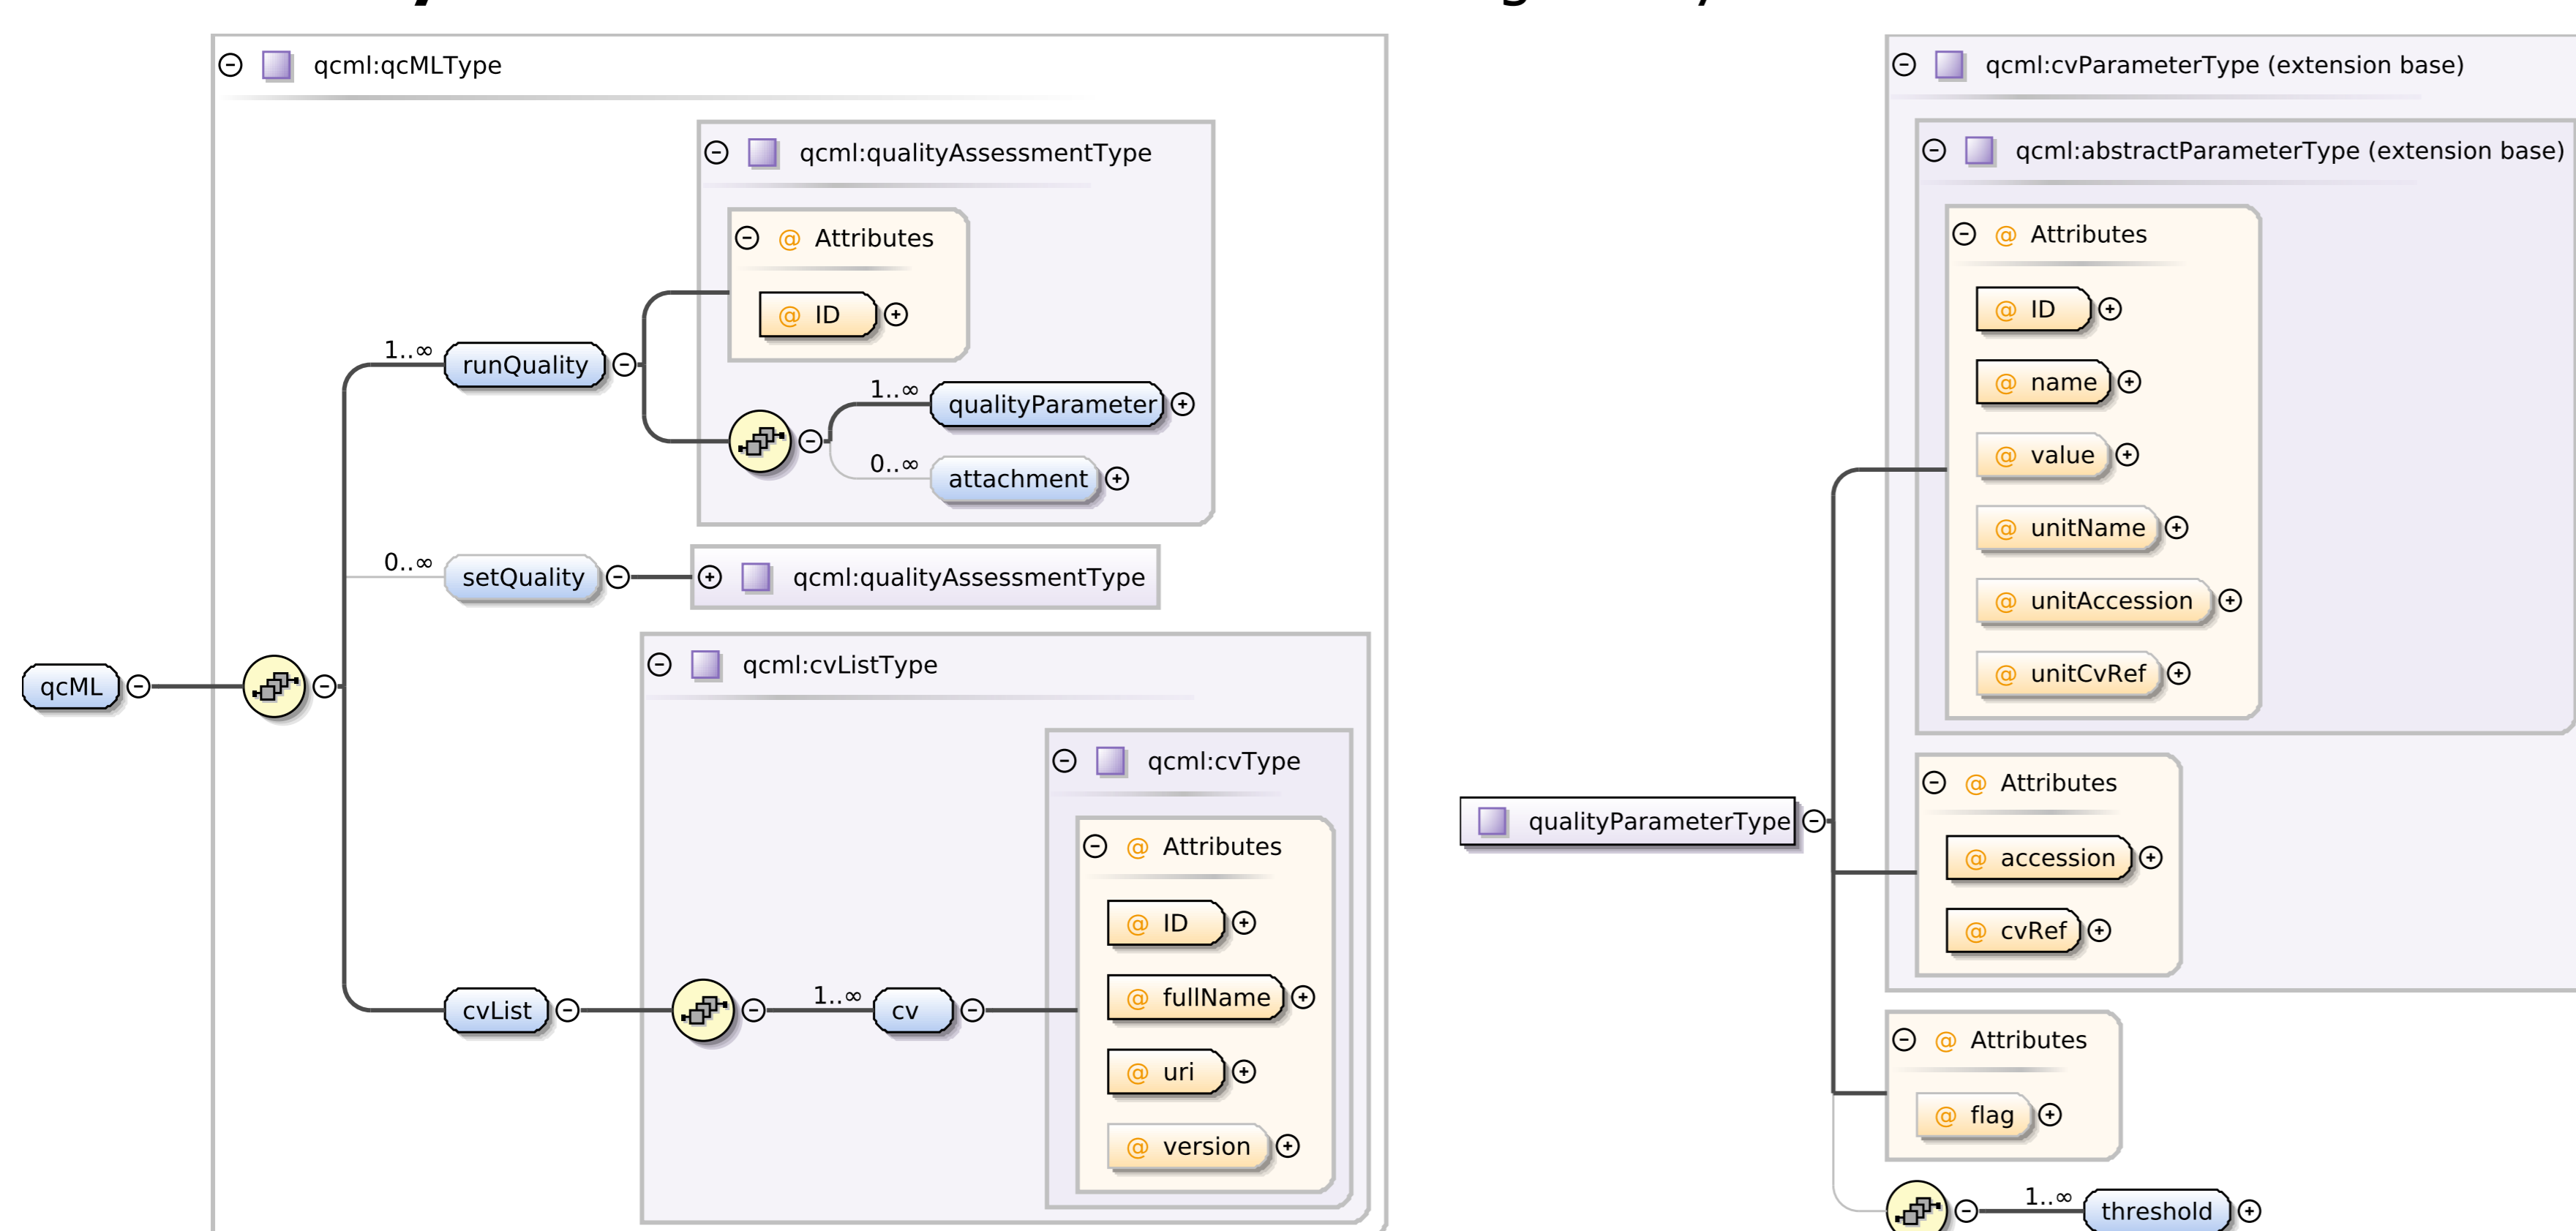 qcml:qcMLType
qcml:qualityAssessmentType
@ Attributes
@ ID
1..∞
runQuality
1..∞
qualityParameter
0..∞
attachment
0..∞
setQuality
qcml:qualityAssessmentType
qcml:cvListType
qcML
qcml:cvType
@ Attributes
@ ID
@ fullName
1..∞
cvList
cv
@ uri
@ version
qcml:cvParameterType (extension base)
qcml:abstractParameterType (extension base)
@ Attributes
@ ID
@ name
@ value
@ unitName
@ unitAccession
@ unitCvRef
@ Attributes
qualityParameterType
@ accession
@ cvRef
@ Attributes
@ flag
1..∞
threshold